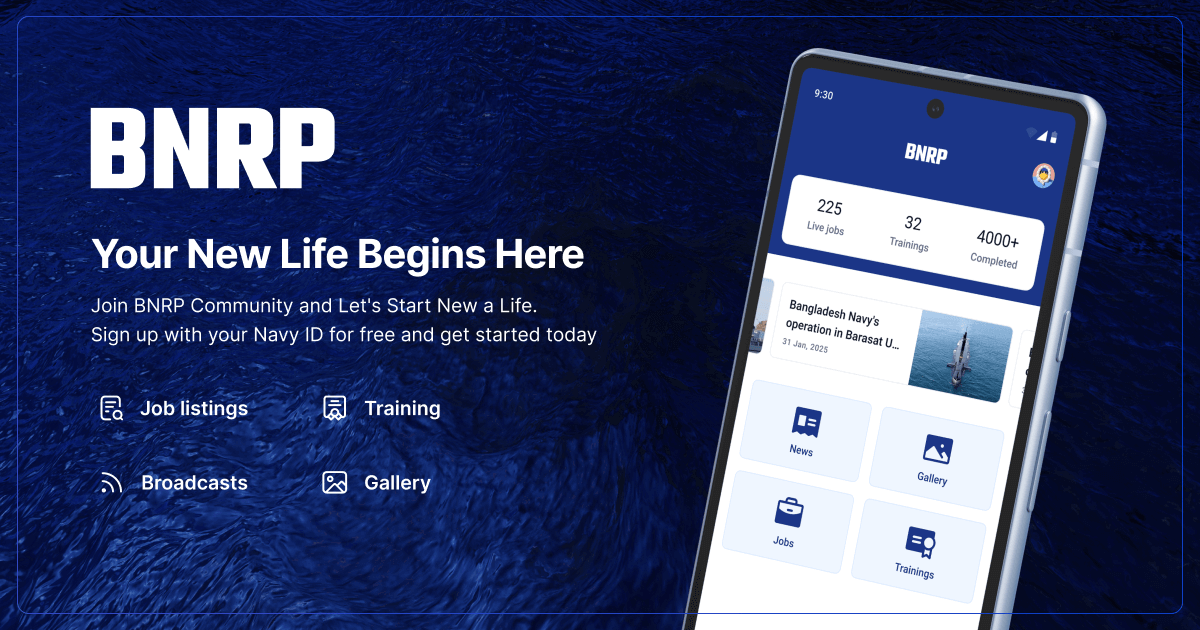 BNRP
Your New Life Begins Here
Join BNRP Community and Let's Start New a Life.
Sign up with your Navy ID for free and get started today
Job listings
Training
Broadcasts
Gallery
9:30
BNRP
225
Live jobs
32
Trainings
4000+
Completed
Bangladesh Navy's
operation in Barasat U...
31 Jan, 2025
News
Gallery
Jobs
Trainings